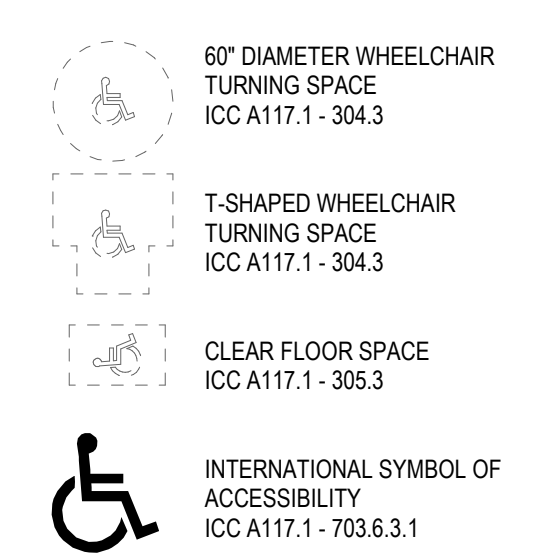 60" DIAMETER WHEELCHAIR
TURNING SPACE
ICC A117.1 - 304.3
T-SHAPED WHEELCHAIR
TURNING SPACE
ICC A117.1 - 304.3
CLEAR FLOOR SPACE
ICC A117.1 - 305.3
INTERNATIONAL SYMBOL OF
ACCESSIBILITY
ICC A117.1 - 703.6.3.1